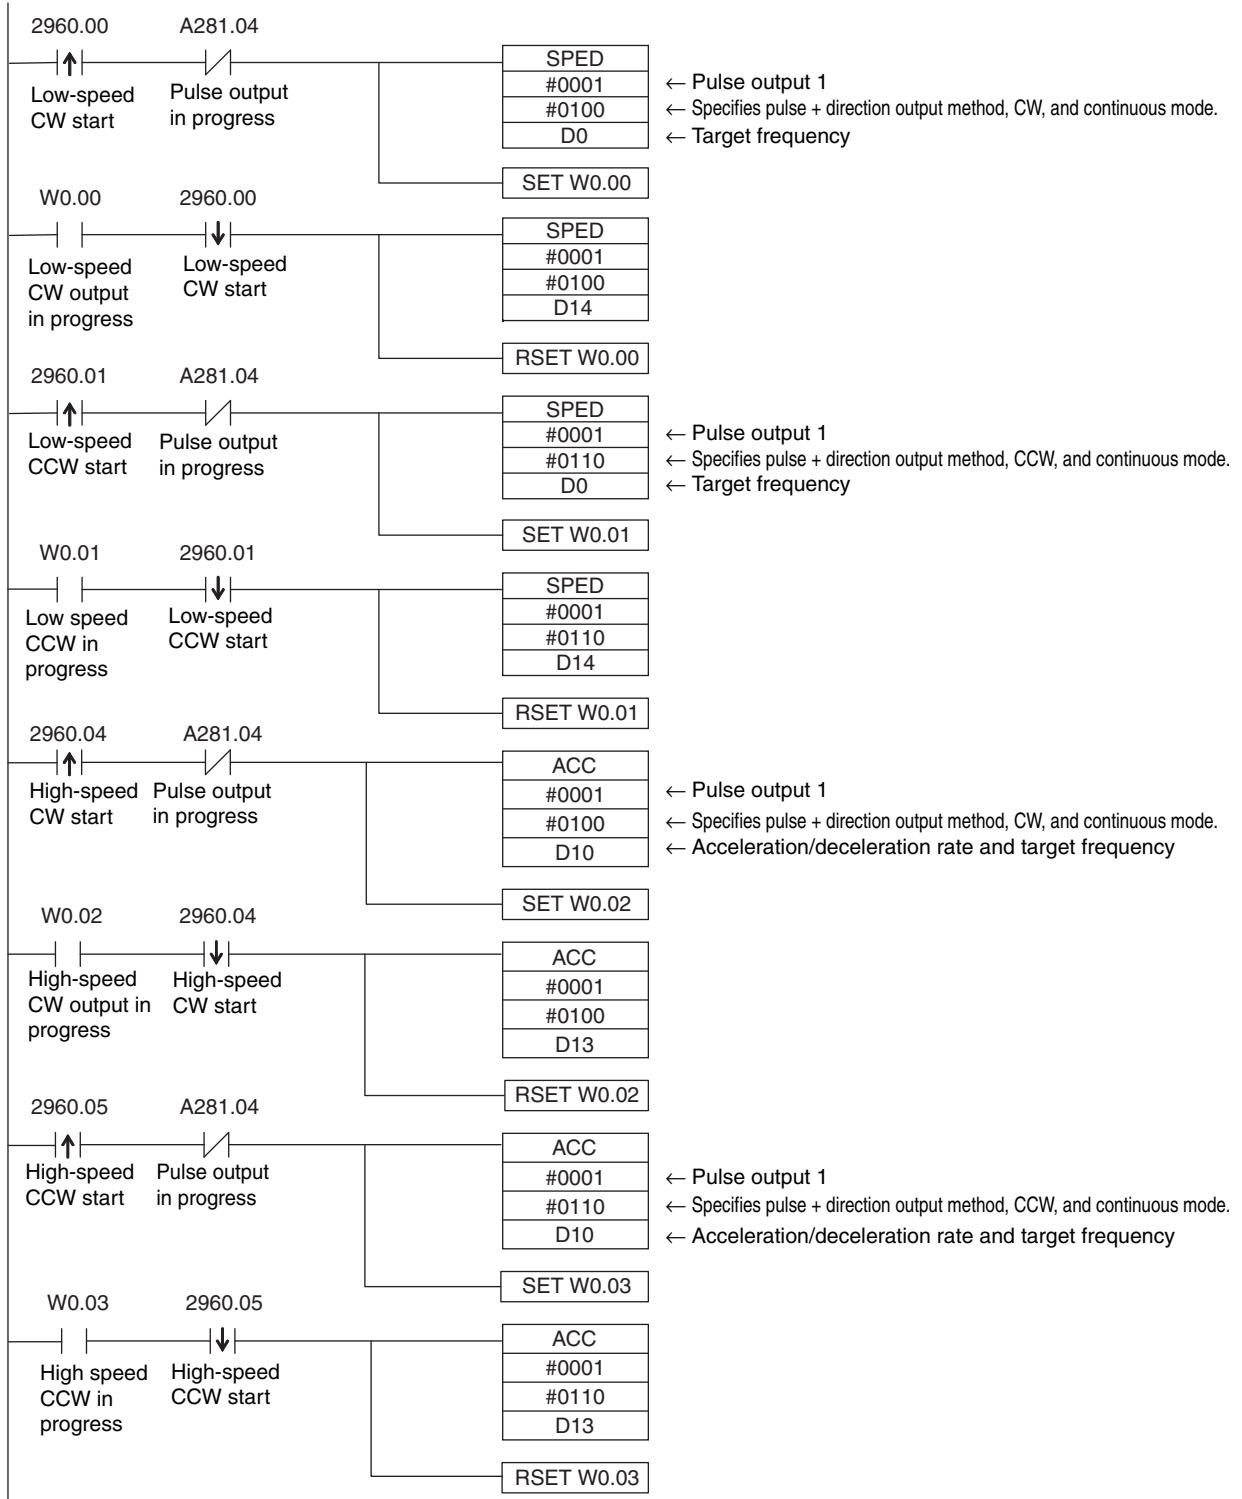 2960.00 A281.04
SPED
#0001 ← Pulse output 1
#0100 ← Specifies pulse + direction output method, CW, and continuous mode.
D0 ← Target frequency
Low-speed Pulse output
CW start in progress
SET W0.00
W0.00 2960.00
SPED
#0001
#0100
D14
Low-speed Low-speed
CW output CW start
in progress
RSET W0.00
2960.01 A281.04
SPED
#0001 ← Pulse output 1
#0110 ← Specifies pulse + direction output method, CCW, and continuous mode.
D0 ← Target frequency
Low-speed Pulse output
CCW start in progress
SET W0.01
W0.01 2960.01
SPED
#0001
#0110
D14
Low speed Low-speed
CCW in CCW start
progress
RSET W0.01
2960.04 A281.04
ACC
#0001 ← Pulse output 1
#0100 ← Specifies pulse + direction output method, CW, and continuous mode.
D10 ← Acceleration/deceleration rate and target frequency
High-speed Pulse output
CW start in progress
SET W0.02
W0.02 2960.04
ACC
#0001
#0100
D13
High-speed High-speed
CW output in CW start
progress
RSET W0.02
2960.05 A281.04
ACC
#0001 ← Pulse output 1
#0110 ← Specifies pulse + direction output method, CCW, and continuous mode.
D10 ← Acceleration/deceleration rate and target frequency
High-speed Pulse output
CCW start in progress
SET W0.03
W0.03 2960.05
ACC
#0001
#0110
D13
High speed High-speed
CCW in CCW start
progress
RSET W0.03